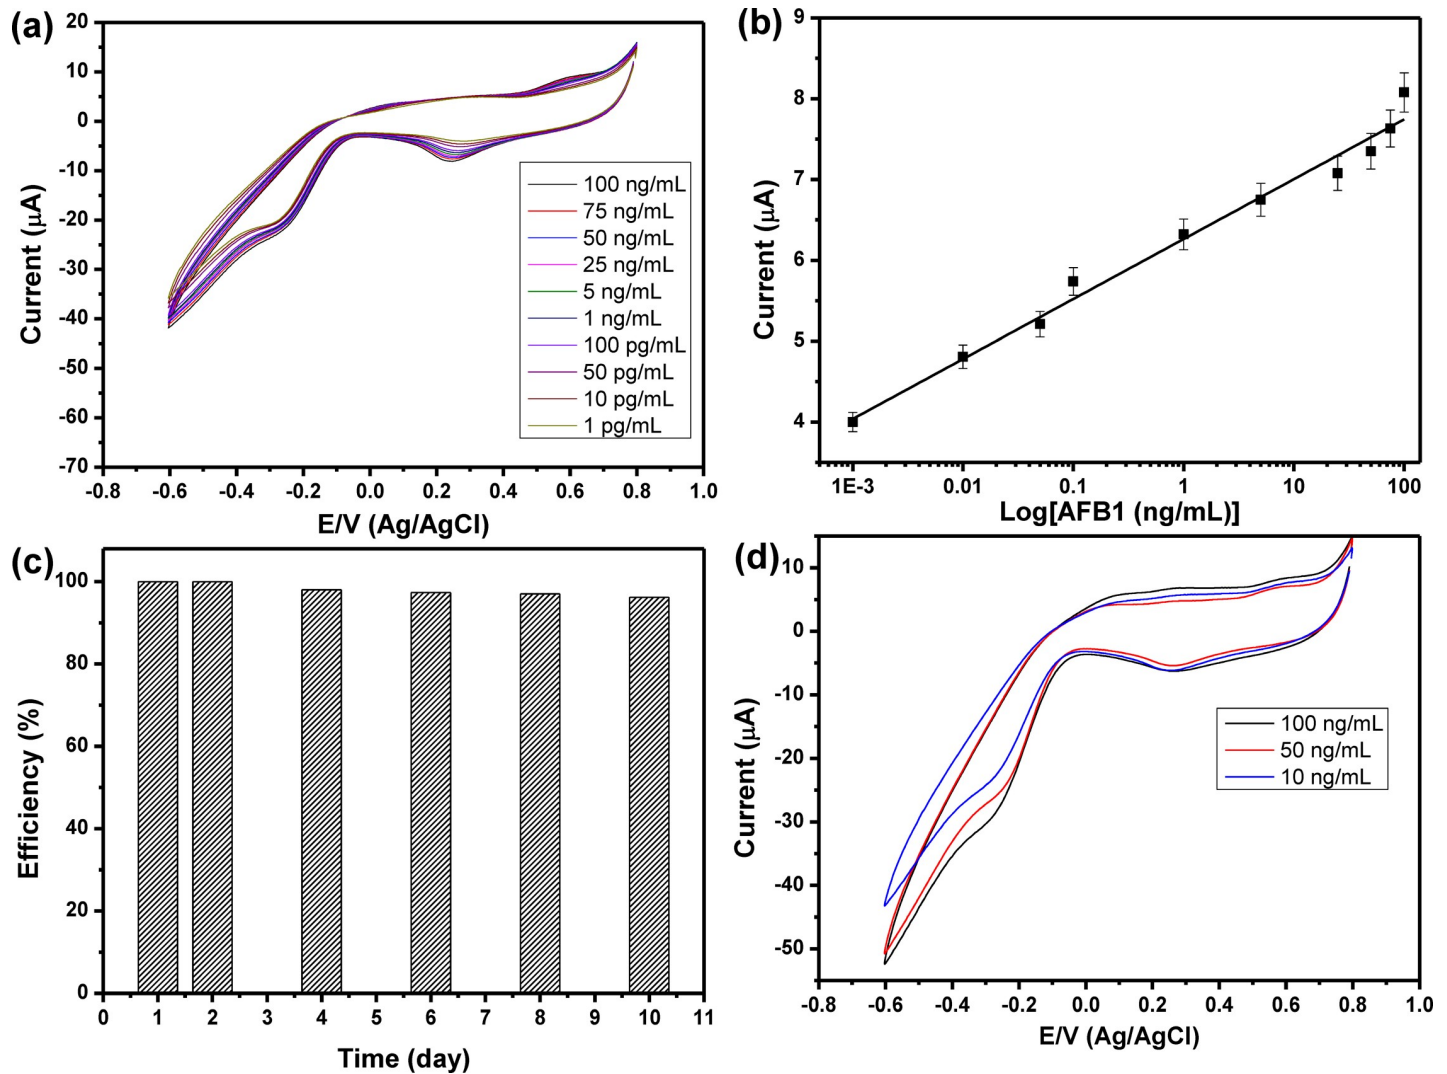 (a)
20
10
0
-10
-20
-30
-40
-50
-60
-70
Current (μA)
100 ng/mL
75 ng/mL
50 ng/mL
25 ng/mL
5 ng/mL
1 ng/mL
100 pg/mL
50 pg/mL
10 pg/mL
1 pg/mL
-0.8 -0.6 -0.4 -0.2 0.0 0.2 0.4 0.6 0.8 1.0
E/V (Ag/AgCl)
(b)
9
8
7
6
5
4
Current (μA)
1E-3 0.01 0.1 1 10 100
Log[AFB1 (ng/mL)]
(c)
100
80
60
40
20
0
Efficiency (%)
0 1 2 3 4 5 6 7 8 9 10 11
Time (day)
(d)
10
0
-10
-20
-30
-40
-50
Current (μA)
100 ng/mL
50 ng/mL
10 ng/mL
-0.8 -0.6 -0.4 -0.2 0.0 0.2 0.4 0.6 0.8 1.0
E/V (Ag/AgCl)